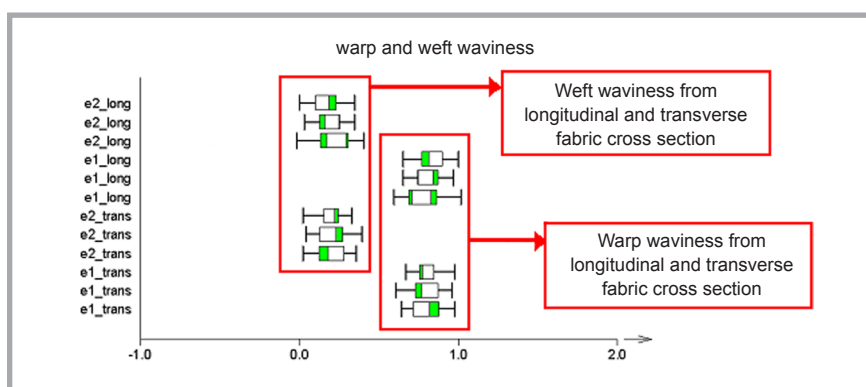 warp and weft waviness
e2_long
e2_long
e2_long
e1_long
e1_long
e1_long
e2_trans
e2_trans
e2_trans
e1_trans
e1_trans
e1_trans
Weft waviness from
longitudinal and transverse
fabric cross section
Warp waviness from
longitudinal and transverse
fabric cross section
-1.0 0.0 1.0 2.0